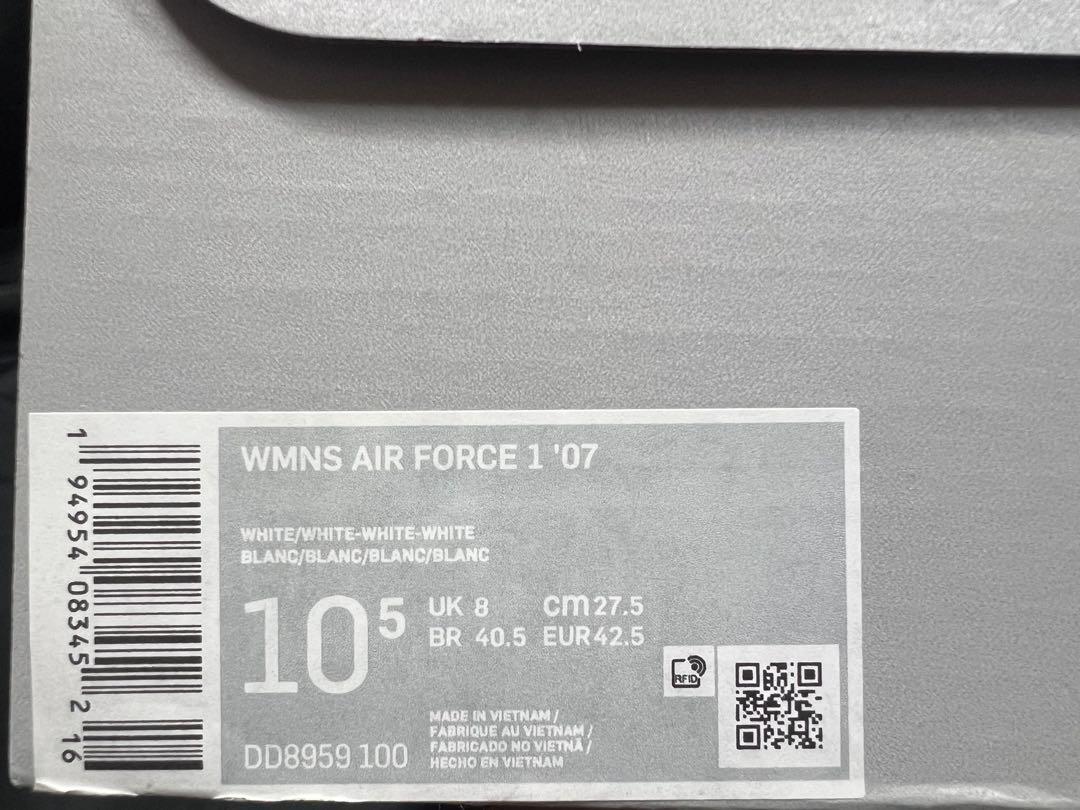 WMNS AIR FORCE 1 '07
WHITE/WHITE-WHITE-WHITE
BLANC/BLANC/BLANC/BLANC
10⁵
UK 8 cm 27.5
BR 40.5 EUR 42.5
RFID
MADE IN VIETNAM /
FABRIQUE AU VIETNAM /
FABRICADO NO VIETNÃ /
HECHO EN VIETNAM
DD8959 100
1 94954 08345 2 16